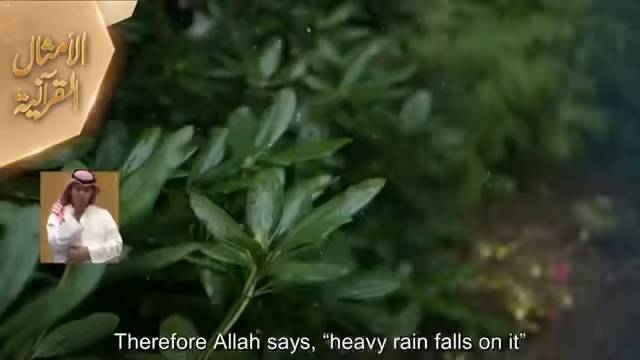 الأمثال
القرآنية
Therefore Allah says, “heavy rain falls on it”